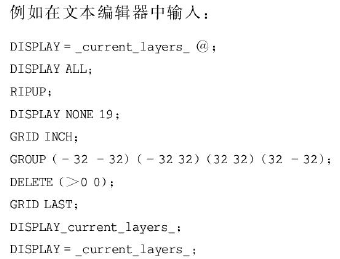 例如在文本编辑器中输入：
DISPLAY = _current_layers_ @；
DISPLAY ALL；
RIPUP；
DISPLAY NONE 19；
GRID INCH；
GROUP (－32 －32) (－32 32) (32 32) (32 －32)；
DELETE (＞0 0)；
GRID LAST；
DISPLAY_current_layers_；
DISPLAY = _current_layers_；